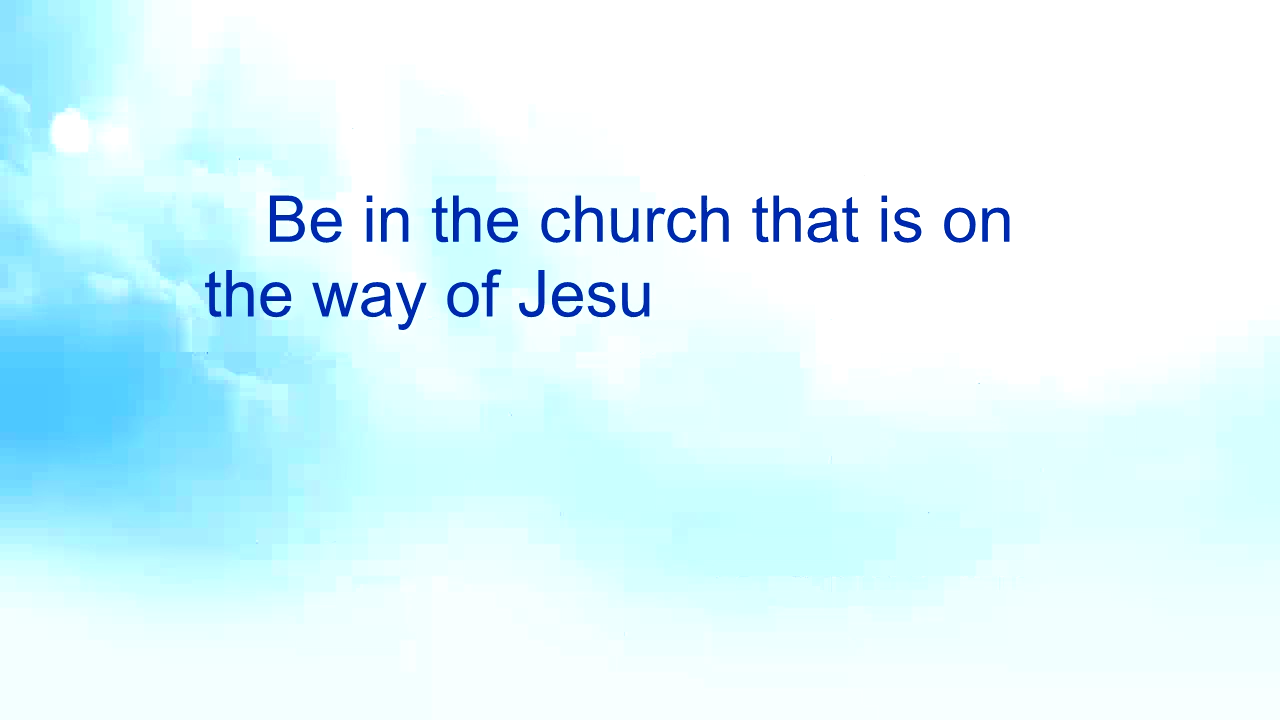 Be in the church that is on
the way of Jesu